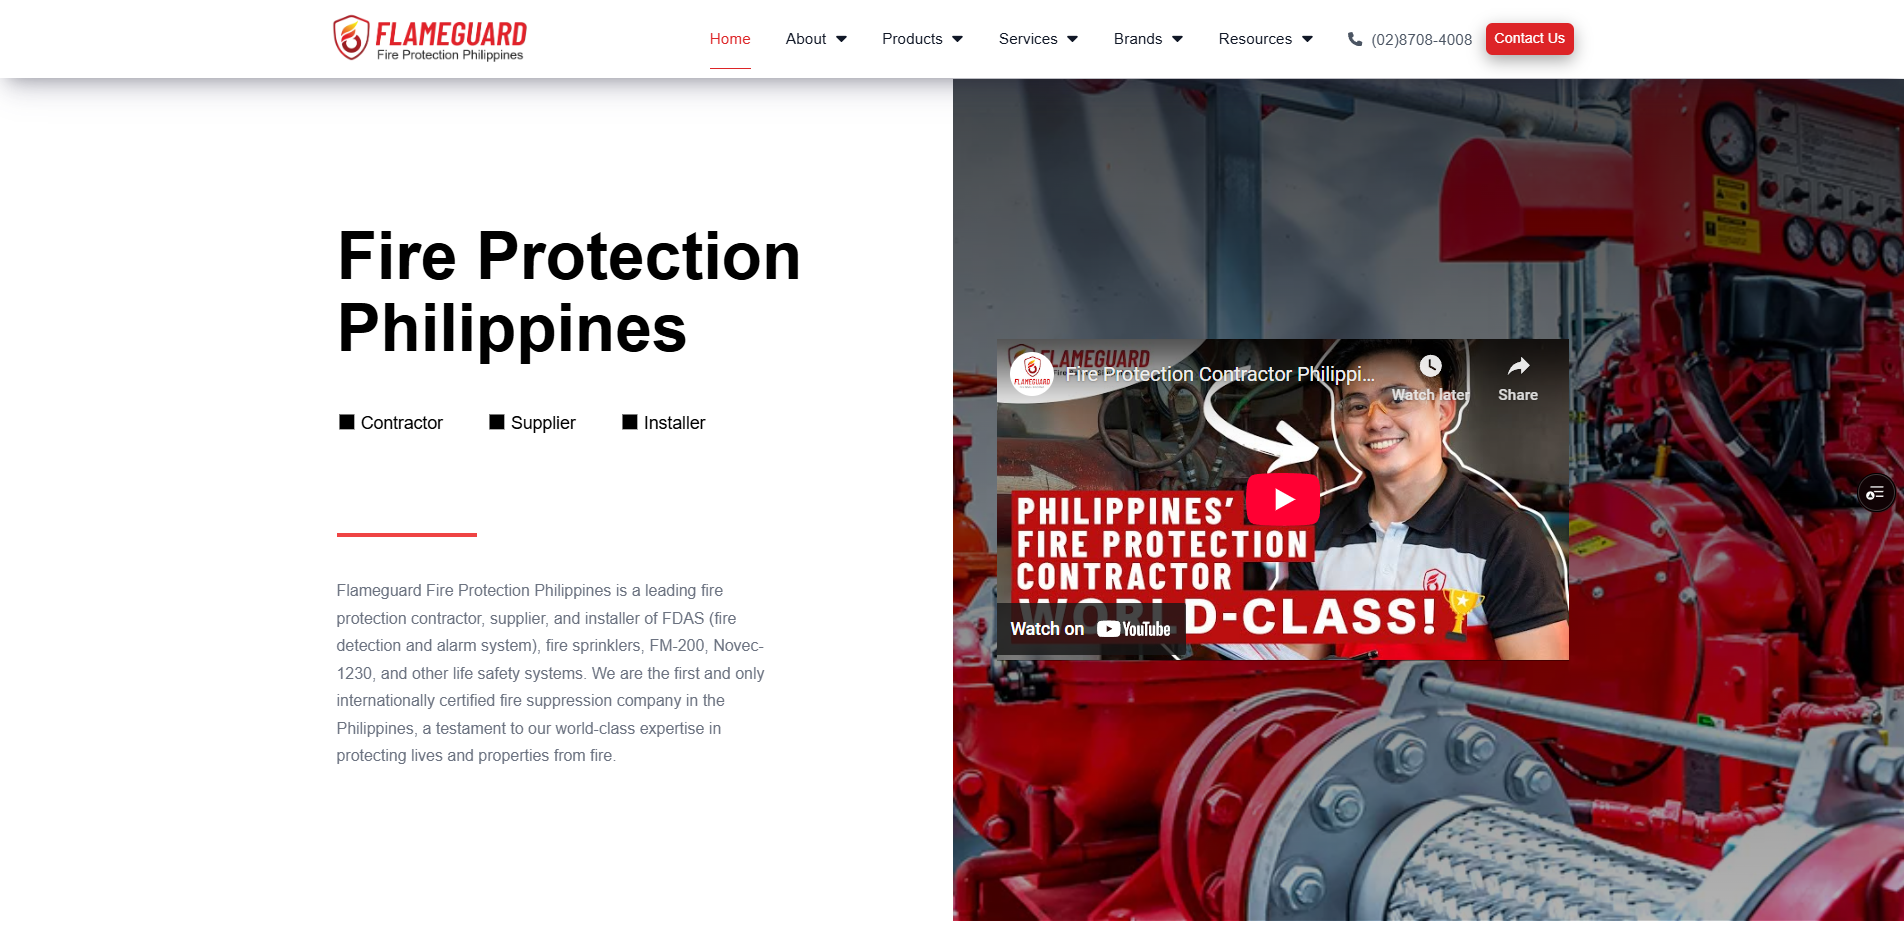 FLAMEGUARD
Fire Protection Philippines
Home
About
Products
Services
Brands
Resources
(02)8708-4008
Contact Us
Fire Protection
Philippines
Contractor
Supplier
Installer
Flameguard Fire Protection Philippines is a leading fire
protection contractor, supplier, and installer of FDAS (fire
detection and alarm system), fire sprinklers, FM-200, Novec-
1230, and other life safety systems. We are the first and only
internationally certified fire suppression company in the
Philippines, a testament to our world-class expertise in
protecting lives and properties from fire.
FLAMEGUARD
FLAMEGUARD
Fire Protection Contractor Philippi...
Watch later
Share
PHILIPPINES’
FIRE PROTECTION
CONTRACTOR
WORLD-CLASS!
Watch on YouTube